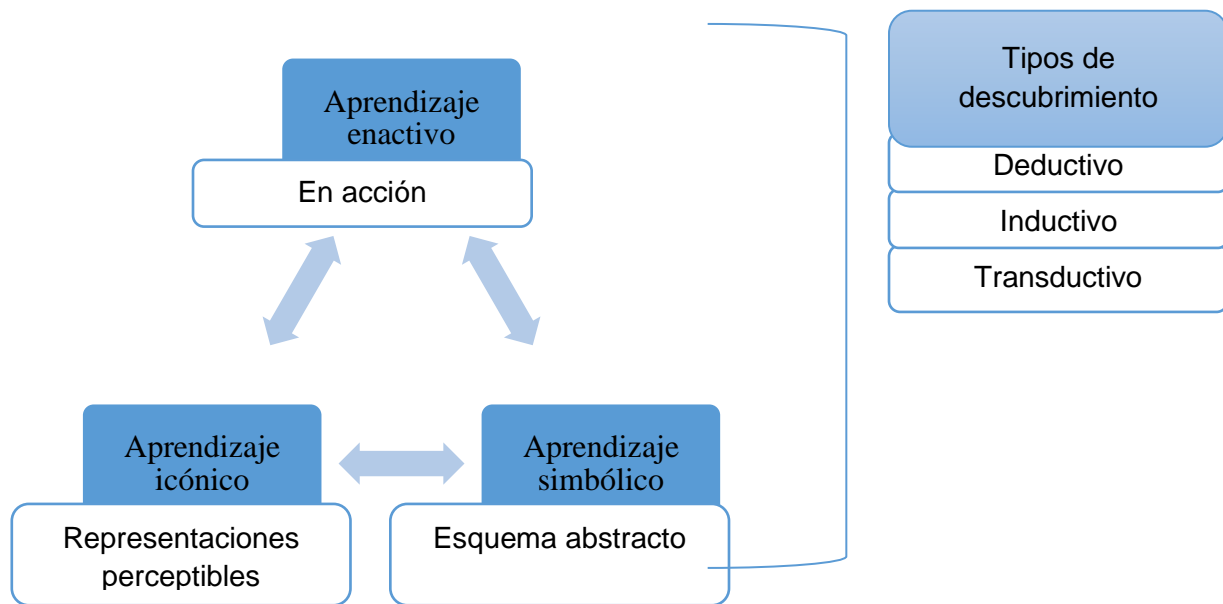 Aprendizaje
enactivo
En acción
Aprendizaje
icónico
Representaciones
perceptibles
Aprendizaje
simbólico
Esquema abstracto
Tipos de
descubrimiento
Deductivo
Inductivo
Transductivo